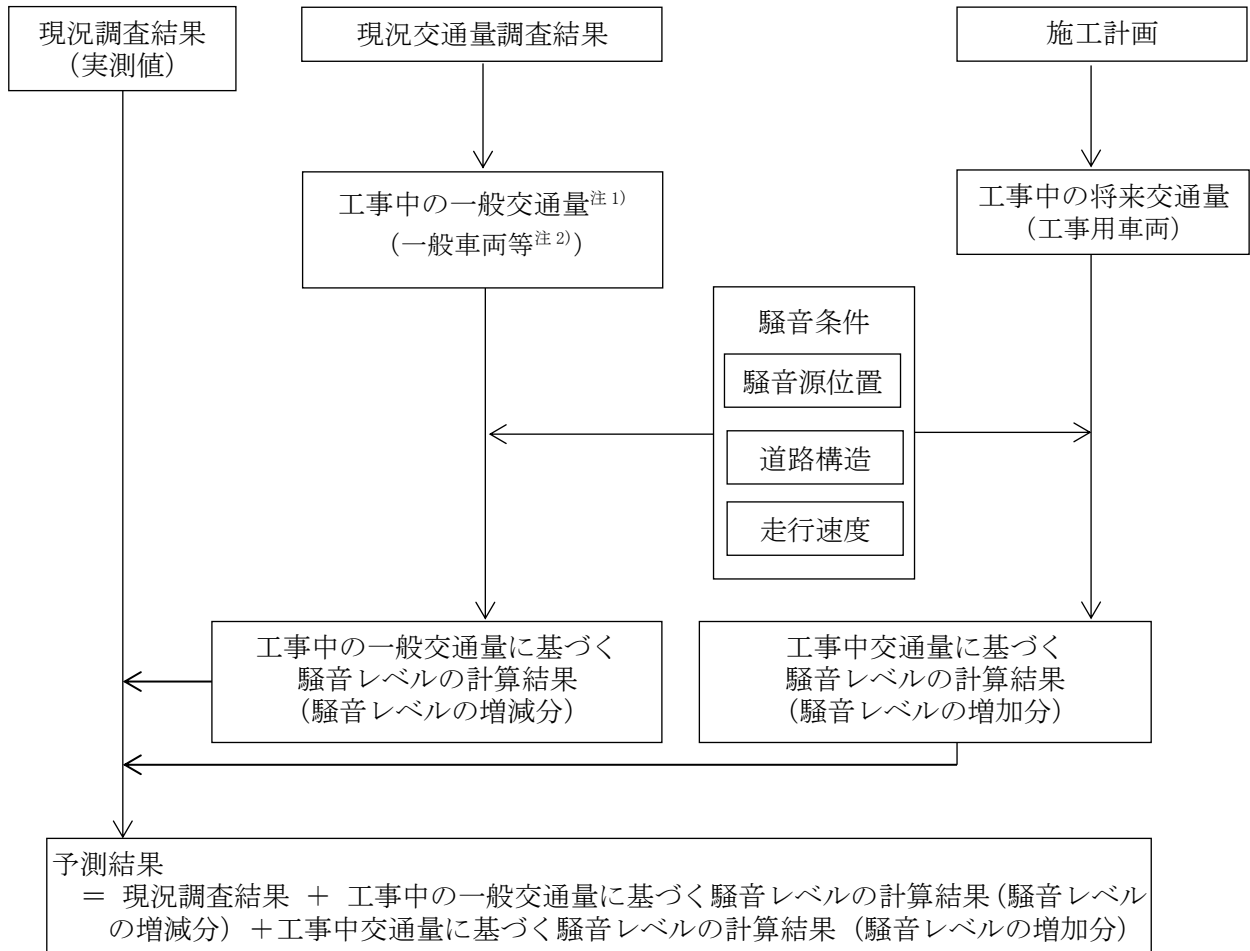 現況調査結果
（実測値）
現況交通量調査結果
施工計画
工事中の一般交通量注1)
（一般車両等注2)）
工事中の将来交通量
（工事用車両）
騒音条件
騒音源位置
道路構造
走行速度
工事中の一般交通量に基づく
騒音レベルの計算結果
（騒音レベルの増減分）
工事中交通量に基づく
騒音レベルの計算結果
（騒音レベルの増加分）
予測結果
＝ 現況調査結果 ＋ 工事中の一般交通量に基づく騒音レベルの計算結果（騒音レベル
の増減分）＋工事中交通量に基づく騒音レベルの計算結果（騒音レベルの増加分）